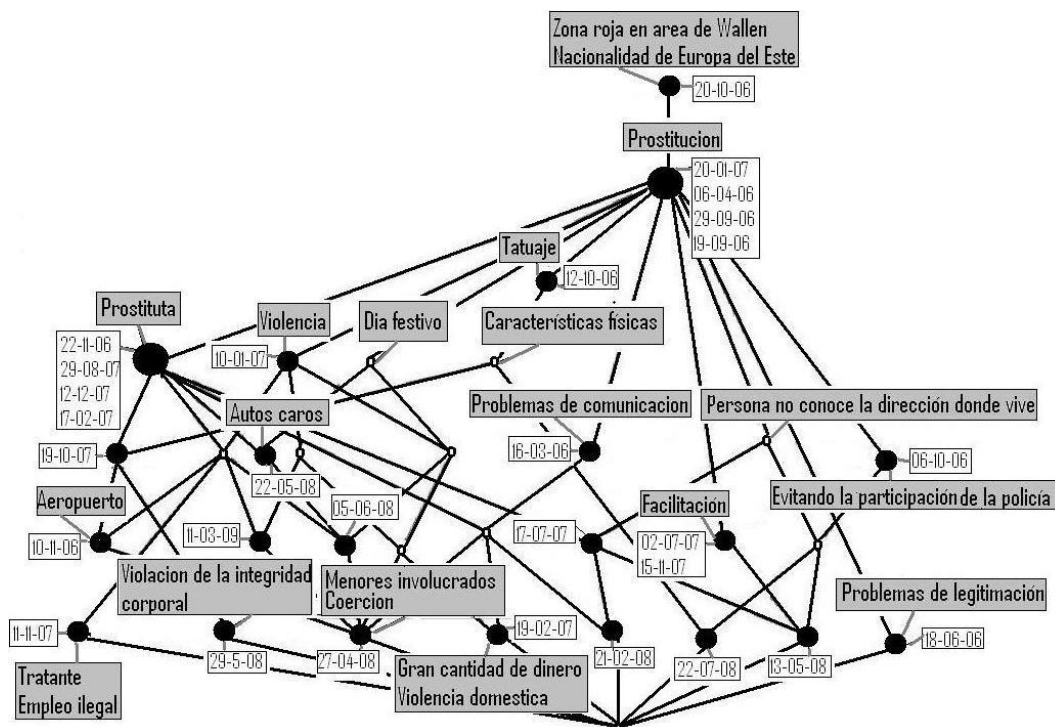 Zona roja en area de Wallen
Nacionalidad de Europa del Este
20-10-06
Prostitucion
20-01-07
06-04-06
29-09-06
19-09-06
Tatuaje
12-10-06
Prostituta
22-11-06
29-08-07
12-12-07
17-02-07
Violencia
10-01-07
Dia festivo
Características físicas
Autos caros
22-05-08
Problemas de comunicacion
16-03-06
Persona no conoce la dirección donde vive
06-10-06
Evitando la participación de la policía
19-10-07
Aeropuerto
10-11-06
11-03-09
05-06-08
17-07-07
Facilitación
02-07-07
15-11-07
Violacion de la integridad
corporal
29-5-08
Menores involucrados
Coercion
27-04-08
19-02-07
Gran cantidad de dinero
Violencia domestica
21-02-08
22-07-08
13-05-08
Problemas de legitimación
18-06-06
11-11-07
Tratante
Empleo ilegal